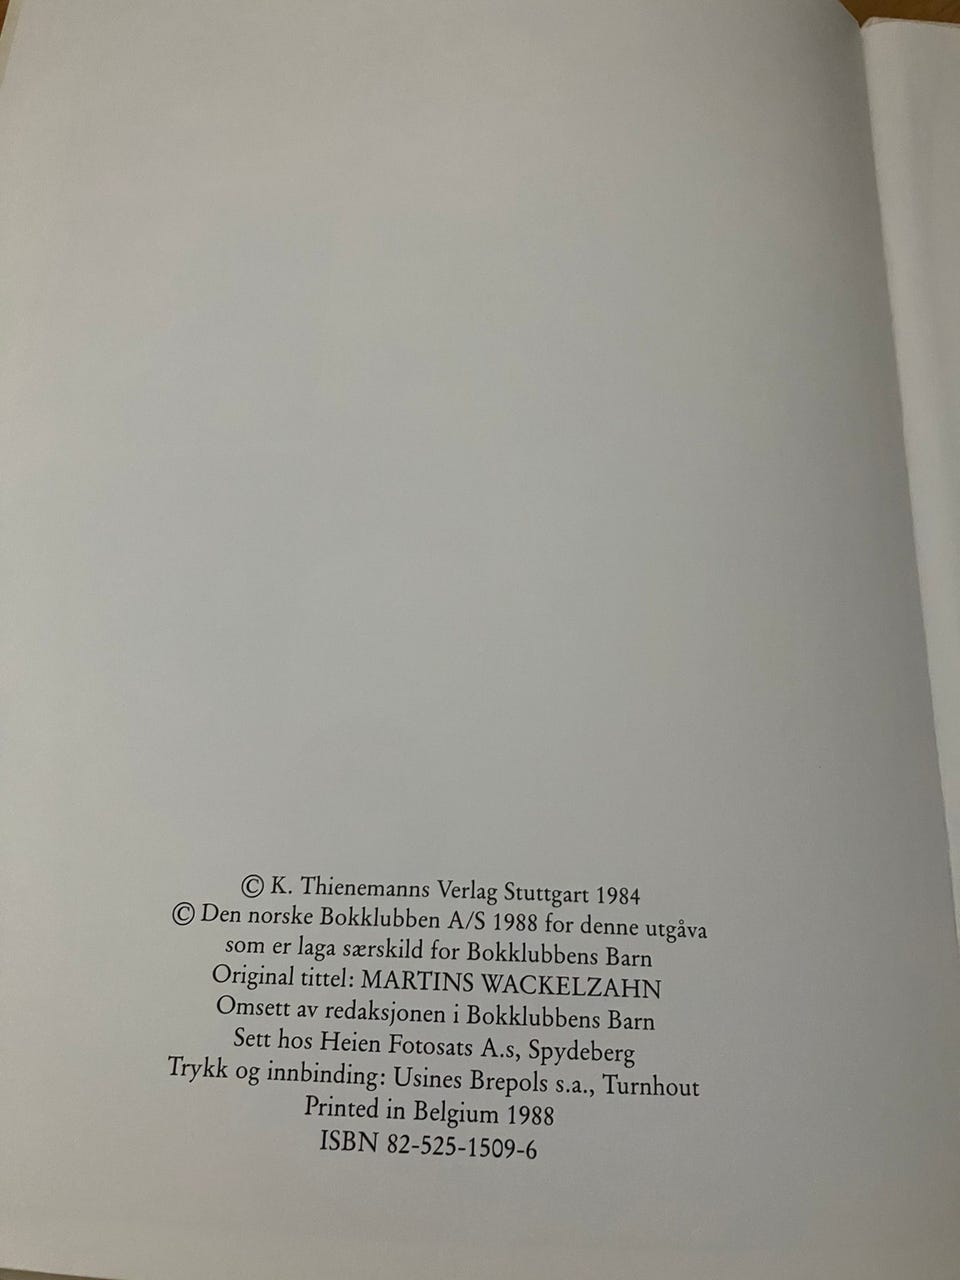 © K. Thienemanns Verlag Stuttgart 1984
© Den norske Bokklubben A/S 1988 for denne utgåva
som er laga særskild for Bokklubbens Barn
Original tittel: MARTINS WACKELZAHN
Omsett av redaksjonen i Bokklubbens Barn
Sett hos Heien Fotosats A.s, Spydeberg
Trykk og innbinding: Usines Brepols s.a., Turnhout
Printed in Belgium 1988
ISBN 82-525-1509-6